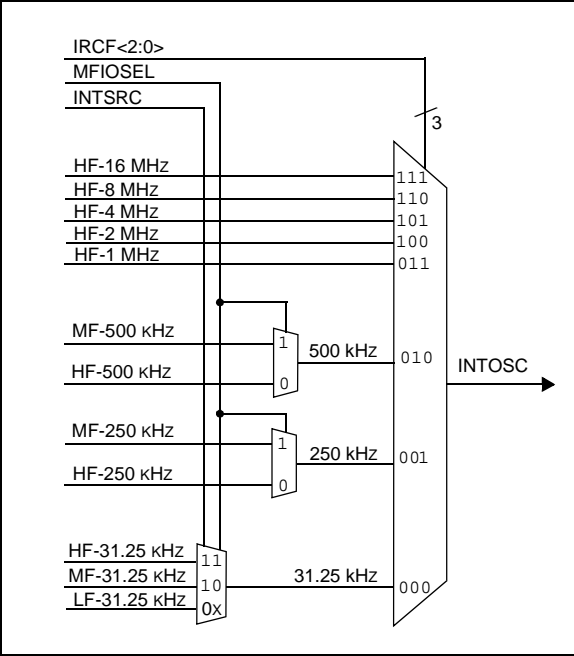 IRCF<2:0>
MFIOSEL
INTSRC
3
HF-16 MHZ
111
HF-8 MHZ
110
HF-4 MHZ
101
HF-2 MHZ
100
HF-1 MHZ
011
MF-500 KHZ
1
500 kHz
010
INTOSC
HF-500 KHZ
0
MF-250 KHZ
1
250 kHz
001
HF-250 KHZ
0
HF-31.25 KHZ
11
MF-31.25 KHZ
10
31.25 kHz
000
LF-31.25 KHZ
0X